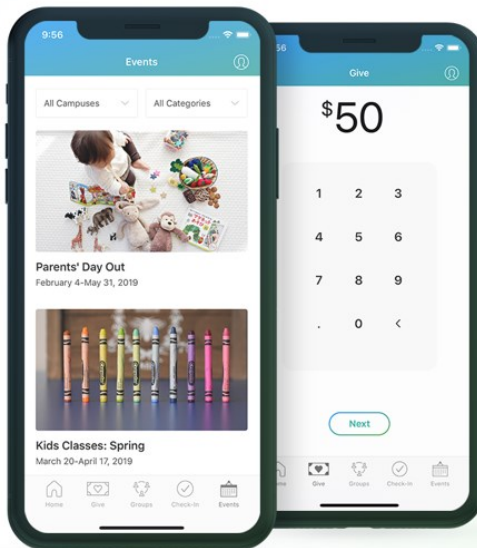 9:56
Events
All Campuses
All Categories
Parents' Day Out
February 4-May 31, 2019
Kids Classes: Spring
March 20-April 17, 2019
Home
Give
Groups
Check-In
Events
56
Give
$50
1 2 3
4 5 6
7 8 9
. 0 <
Next
me
Give
Groups
Check-In
Events